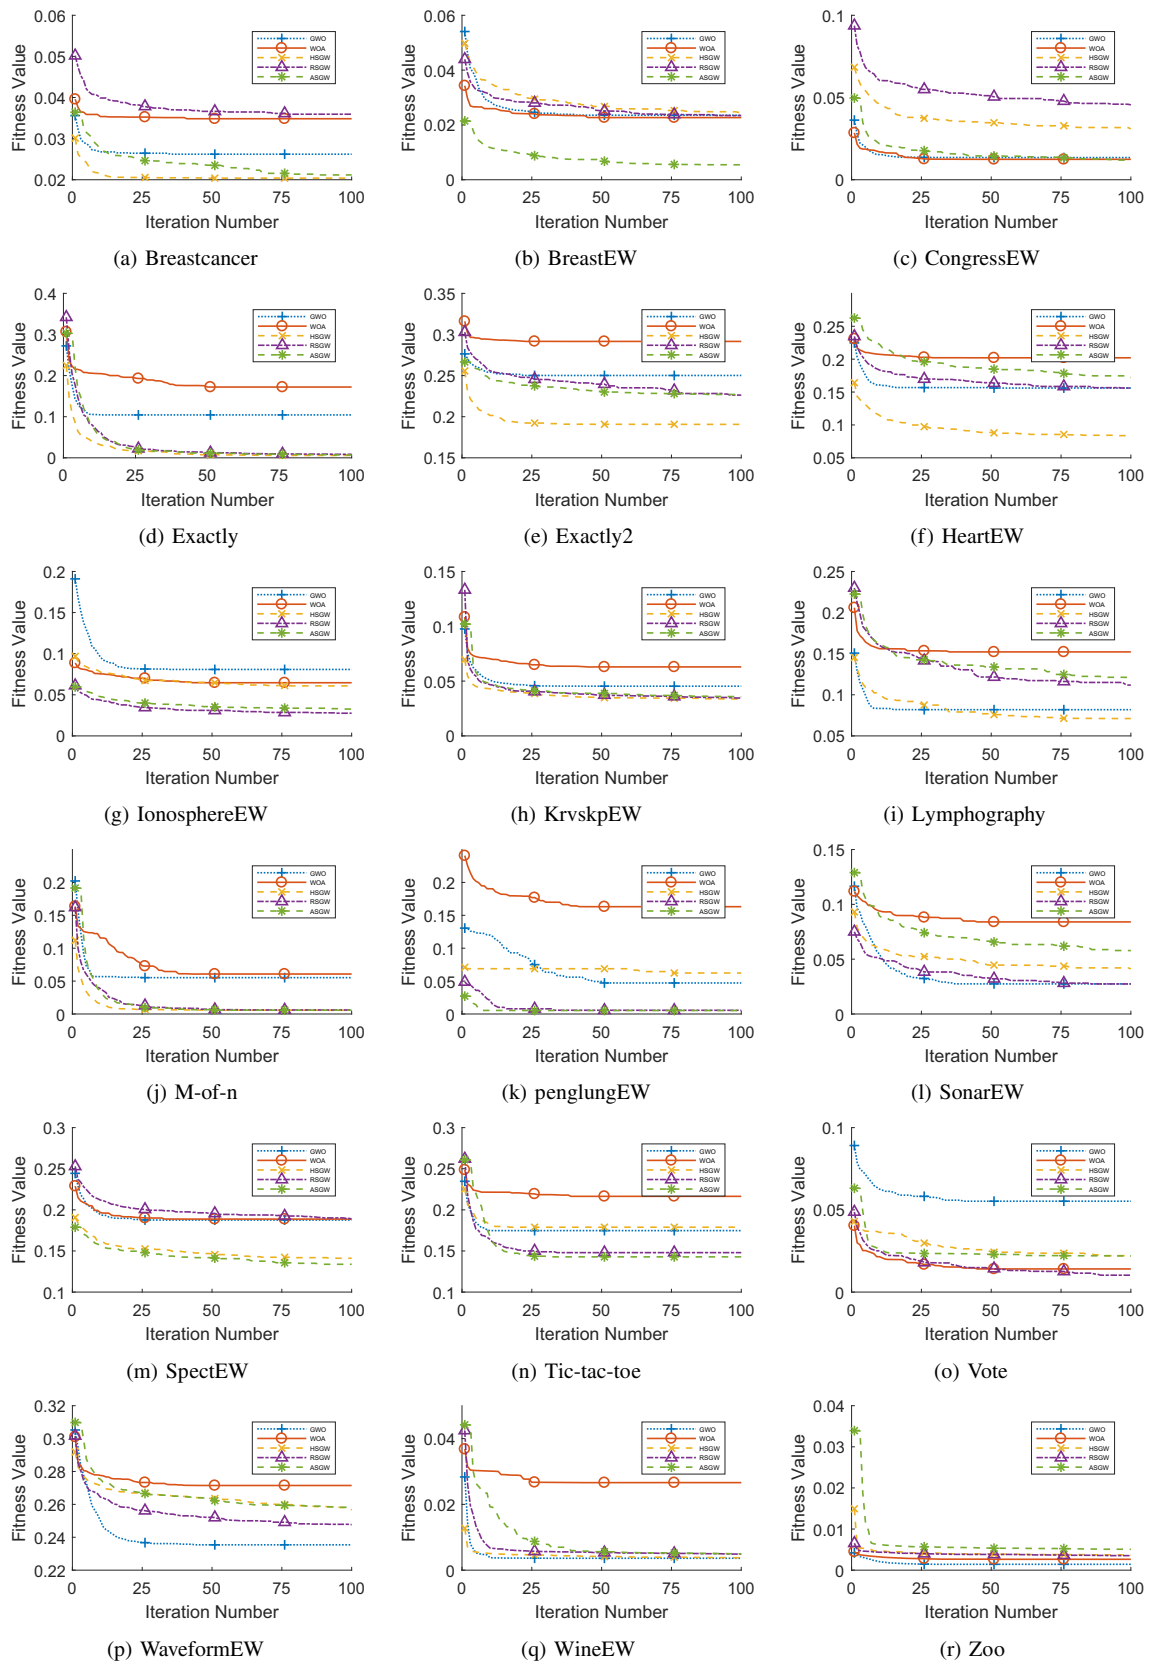 0.06
0.05
0.04
0.03
0.02
Fitness Value
GWO
WOA
HSGW
RSGW
ASGW
0 25 50 75 100
Iteration Number
(a) Breastcancer
0.06
0.04
0.02
0
Fitness Value
GWO
WOA
HSGW
RSGW
ASGW
0 25 50 75 100
Iteration Number
(b) BreastEW
0.1
0.05
0
Fitness Value
GWO
WOA
HSGW
RSGW
ASGW
0 25 50 75 100
Iteration Number
(c) CongressEW
0.4
0.3
0.2
0.1
0
Fitness Value
GWO
WOA
HSGW
RSGW
ASGW
0 25 50 75 100
Iteration Number
(d) Exactly
0.35
0.3
0.25
0.2
0.15
Fitness Value
GWO
WOA
HSGW
RSGW
ASGW
0 25 50 75 100
Iteration Number
(e) Exactly2
0.25
0.2
0.15
0.1
0.05
Fitness Value
GWO
WOA
HSGW
RSGW
ASGW
0 25 50 75 100
Iteration Number
(f) HeartEW
0.2
0.15
0.1
0.05
0
Fitness Value
GWO
WOA
HSGW
RSGW
ASGW
0 25 50 75 100
Iteration Number
(g) IonosphereEW
0.15
0.1
0.05
0
Fitness Value
GWO
WOA
HSGW
RSGW
ASGW
0 25 50 75 100
Iteration Number
(h) KrvskpEW
0.25
0.2
0.15
0.1
0.05
Fitness Value
GWO
WOA
HSGW
RSGW
ASGW
0 25 50 75 100
Iteration Number
(i) Lymphography
0.2
0.15
0.1
0.05
0
Fitness Value
GWO
WOA
HSGW
RSGW
ASGW
0 25 50 75 100
Iteration Number
(j) M-of-n
0.2
0.15
0.1
0.05
0
Fitness Value
GWO
WOA
HSGW
RSGW
ASGW
0 25 50 75 100
Iteration Number
(k) penglungEW
0.15
0.1
0.05
0
Fitness Value
GWO
WOA
HSGW
RSGW
ASGW
0 25 50 75 100
Iteration Number
(l) SonarEW
0.3
0.25
0.2
0.15
0.1
Fitness Value
GWO
WOA
HSGW
RSGW
ASGW
0 25 50 75 100
Iteration Number
(m) SpectEW
0.3
0.25
0.2
0.15
0.1
Fitness Value
GWO
WOA
HSGW
RSGW
ASGW
0 25 50 75 100
Iteration Number
(n) Tic-tac-toe
0.1
0.05
0
Fitness Value
GWO
WOA
HSGW
RSGW
ASGW
0 25 50 75 100
Iteration Number
(o) Vote
0.32
0.3
0.28
0.26
0.24
0.22
Fitness Value
GWO
WOA
HSGW
RSGW
ASGW
0 25 50 75 100
Iteration Number
(p) WaveformEW
0.04
0.02
0
Fitness Value
GWO
WOA
HSGW
RSGW
ASGW
0 25 50 75 100
Iteration Number
(q) WineEW
0.04
0.03
0.02
0.01
0
Fitness Value
GWO
WOA
HSGW
RSGW
ASGW
0 25 50 75 100
Iteration Number
(r) Zoo